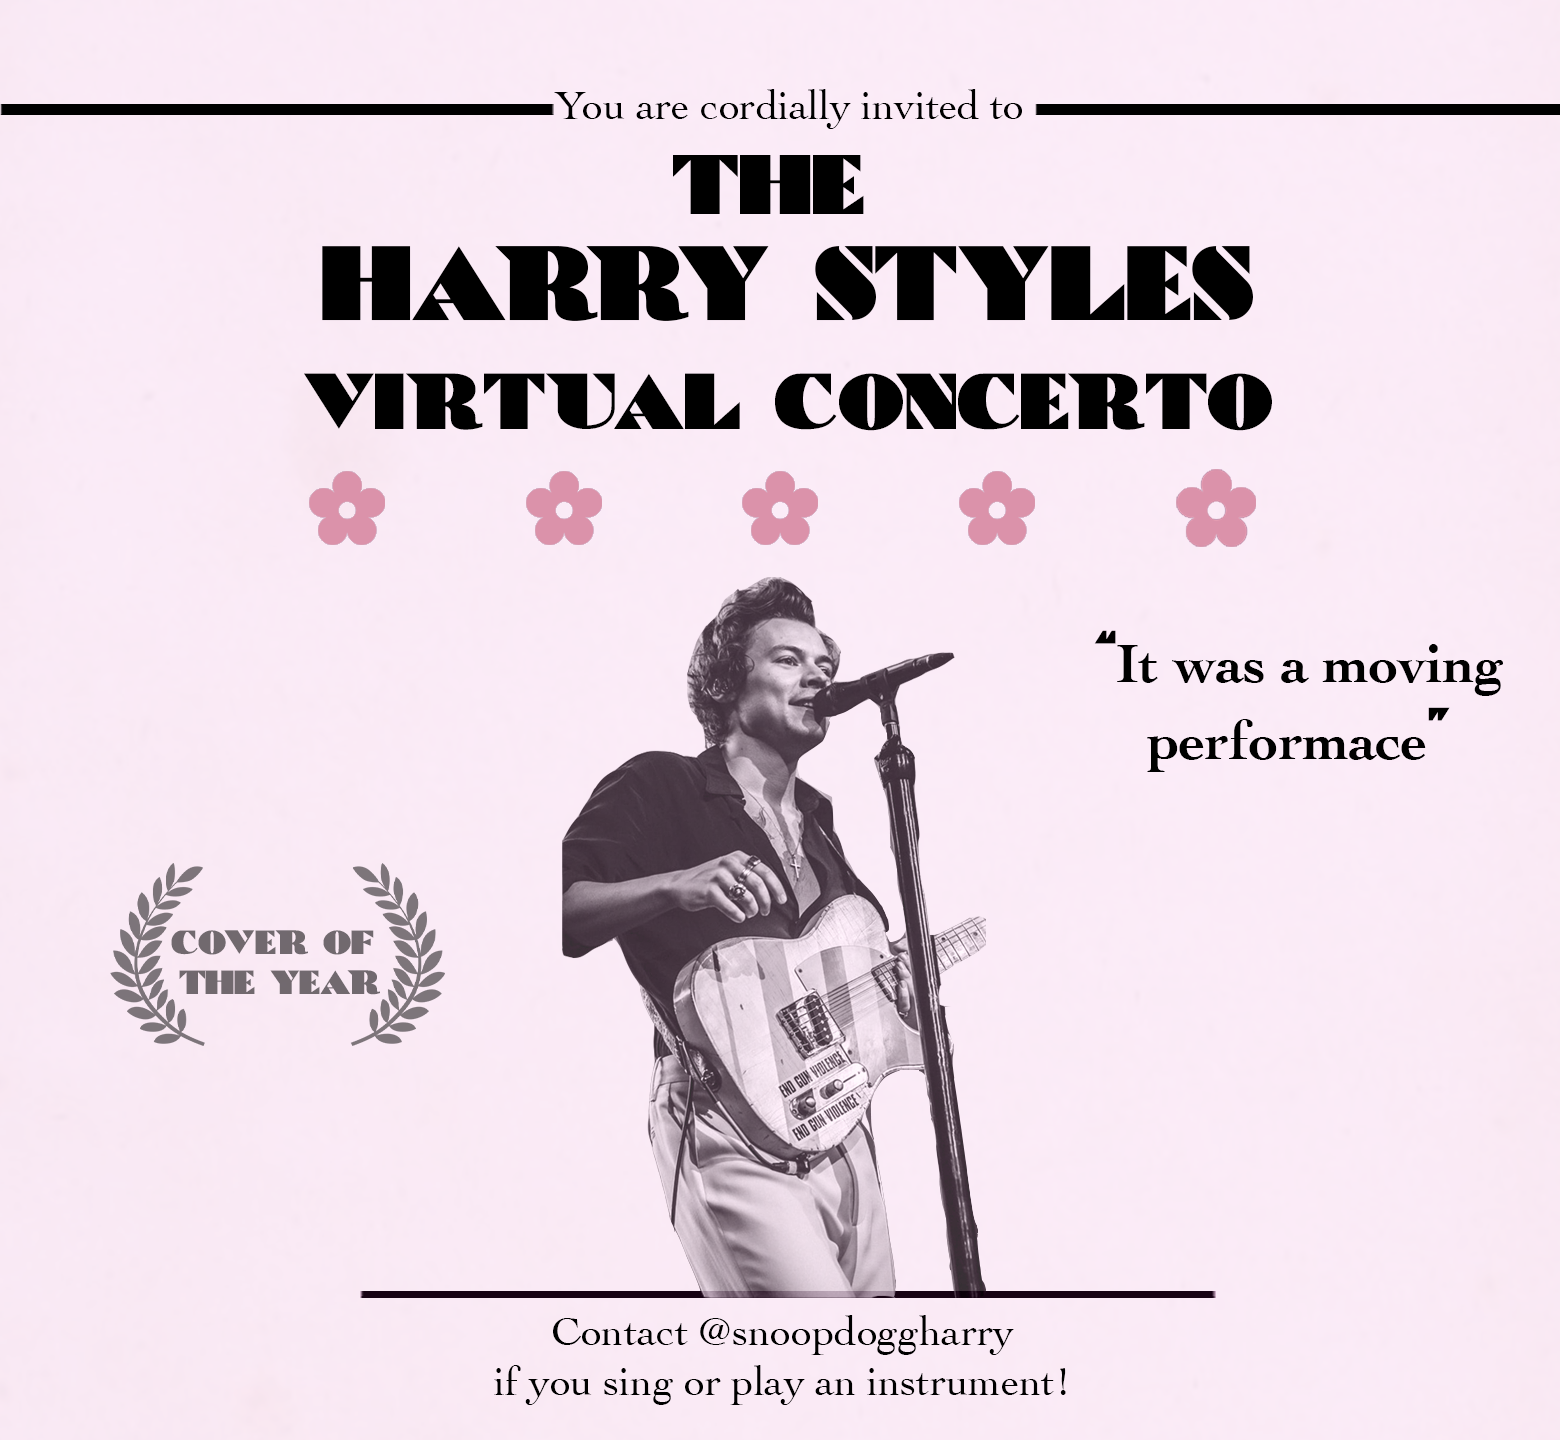 You are cordially invited to
THE
HARRY STYLES
VIRTUAL CONCERTO
“It was a moving
performace”
COVER OF
THE YEAR
END GUN VIOLENCE
END GUN VIOLENCE
Contact @snoopdoggharry
if you sing or play an instrument!